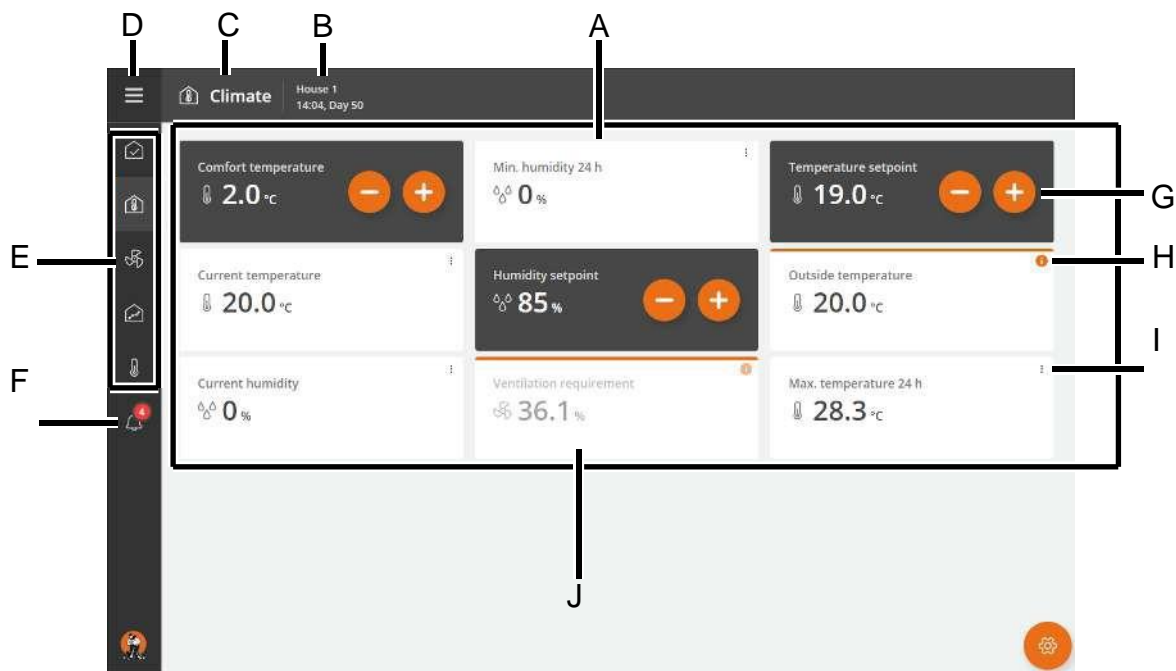 D
C
B
A
Climate
House 1
14:04, Day 50
Comfort temperature
2.0 °C
Min. humidity 24 h
0 %
Temperature setpoint
19.0 °C
G
E
Current temperature
20.0 °C
Humidity setpoint
85 %
Outside temperature
20.0 °C
H
I
F
4
Current humidity
0 %
Ventilation requirement
36.1 %
Max. temperature 24 h
28.3 °C
J